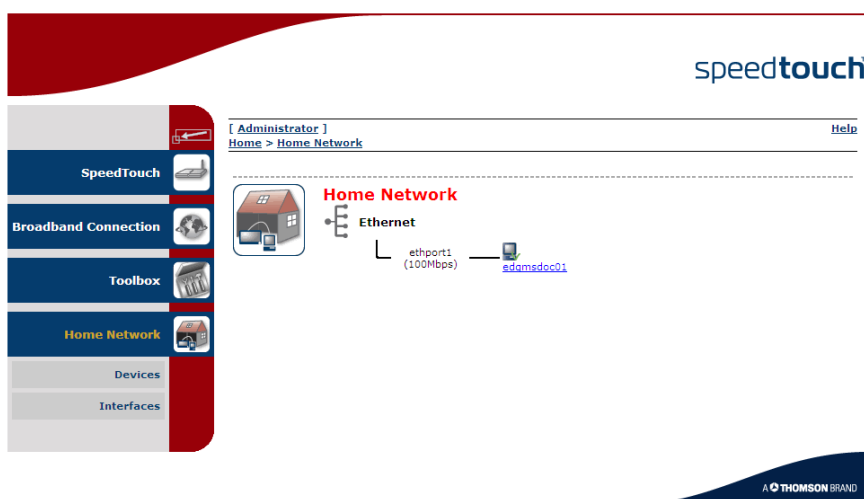 speedtouch
[ Administrator ]
Help
Home > Home Network
SpeedTouch
Broadband Connection
Toolbox
Home Network
Devices
Interfaces
Home Network
Ethernet
ethport1
(100Mbps)
edgmsdoc01
A THOMSON BRAND